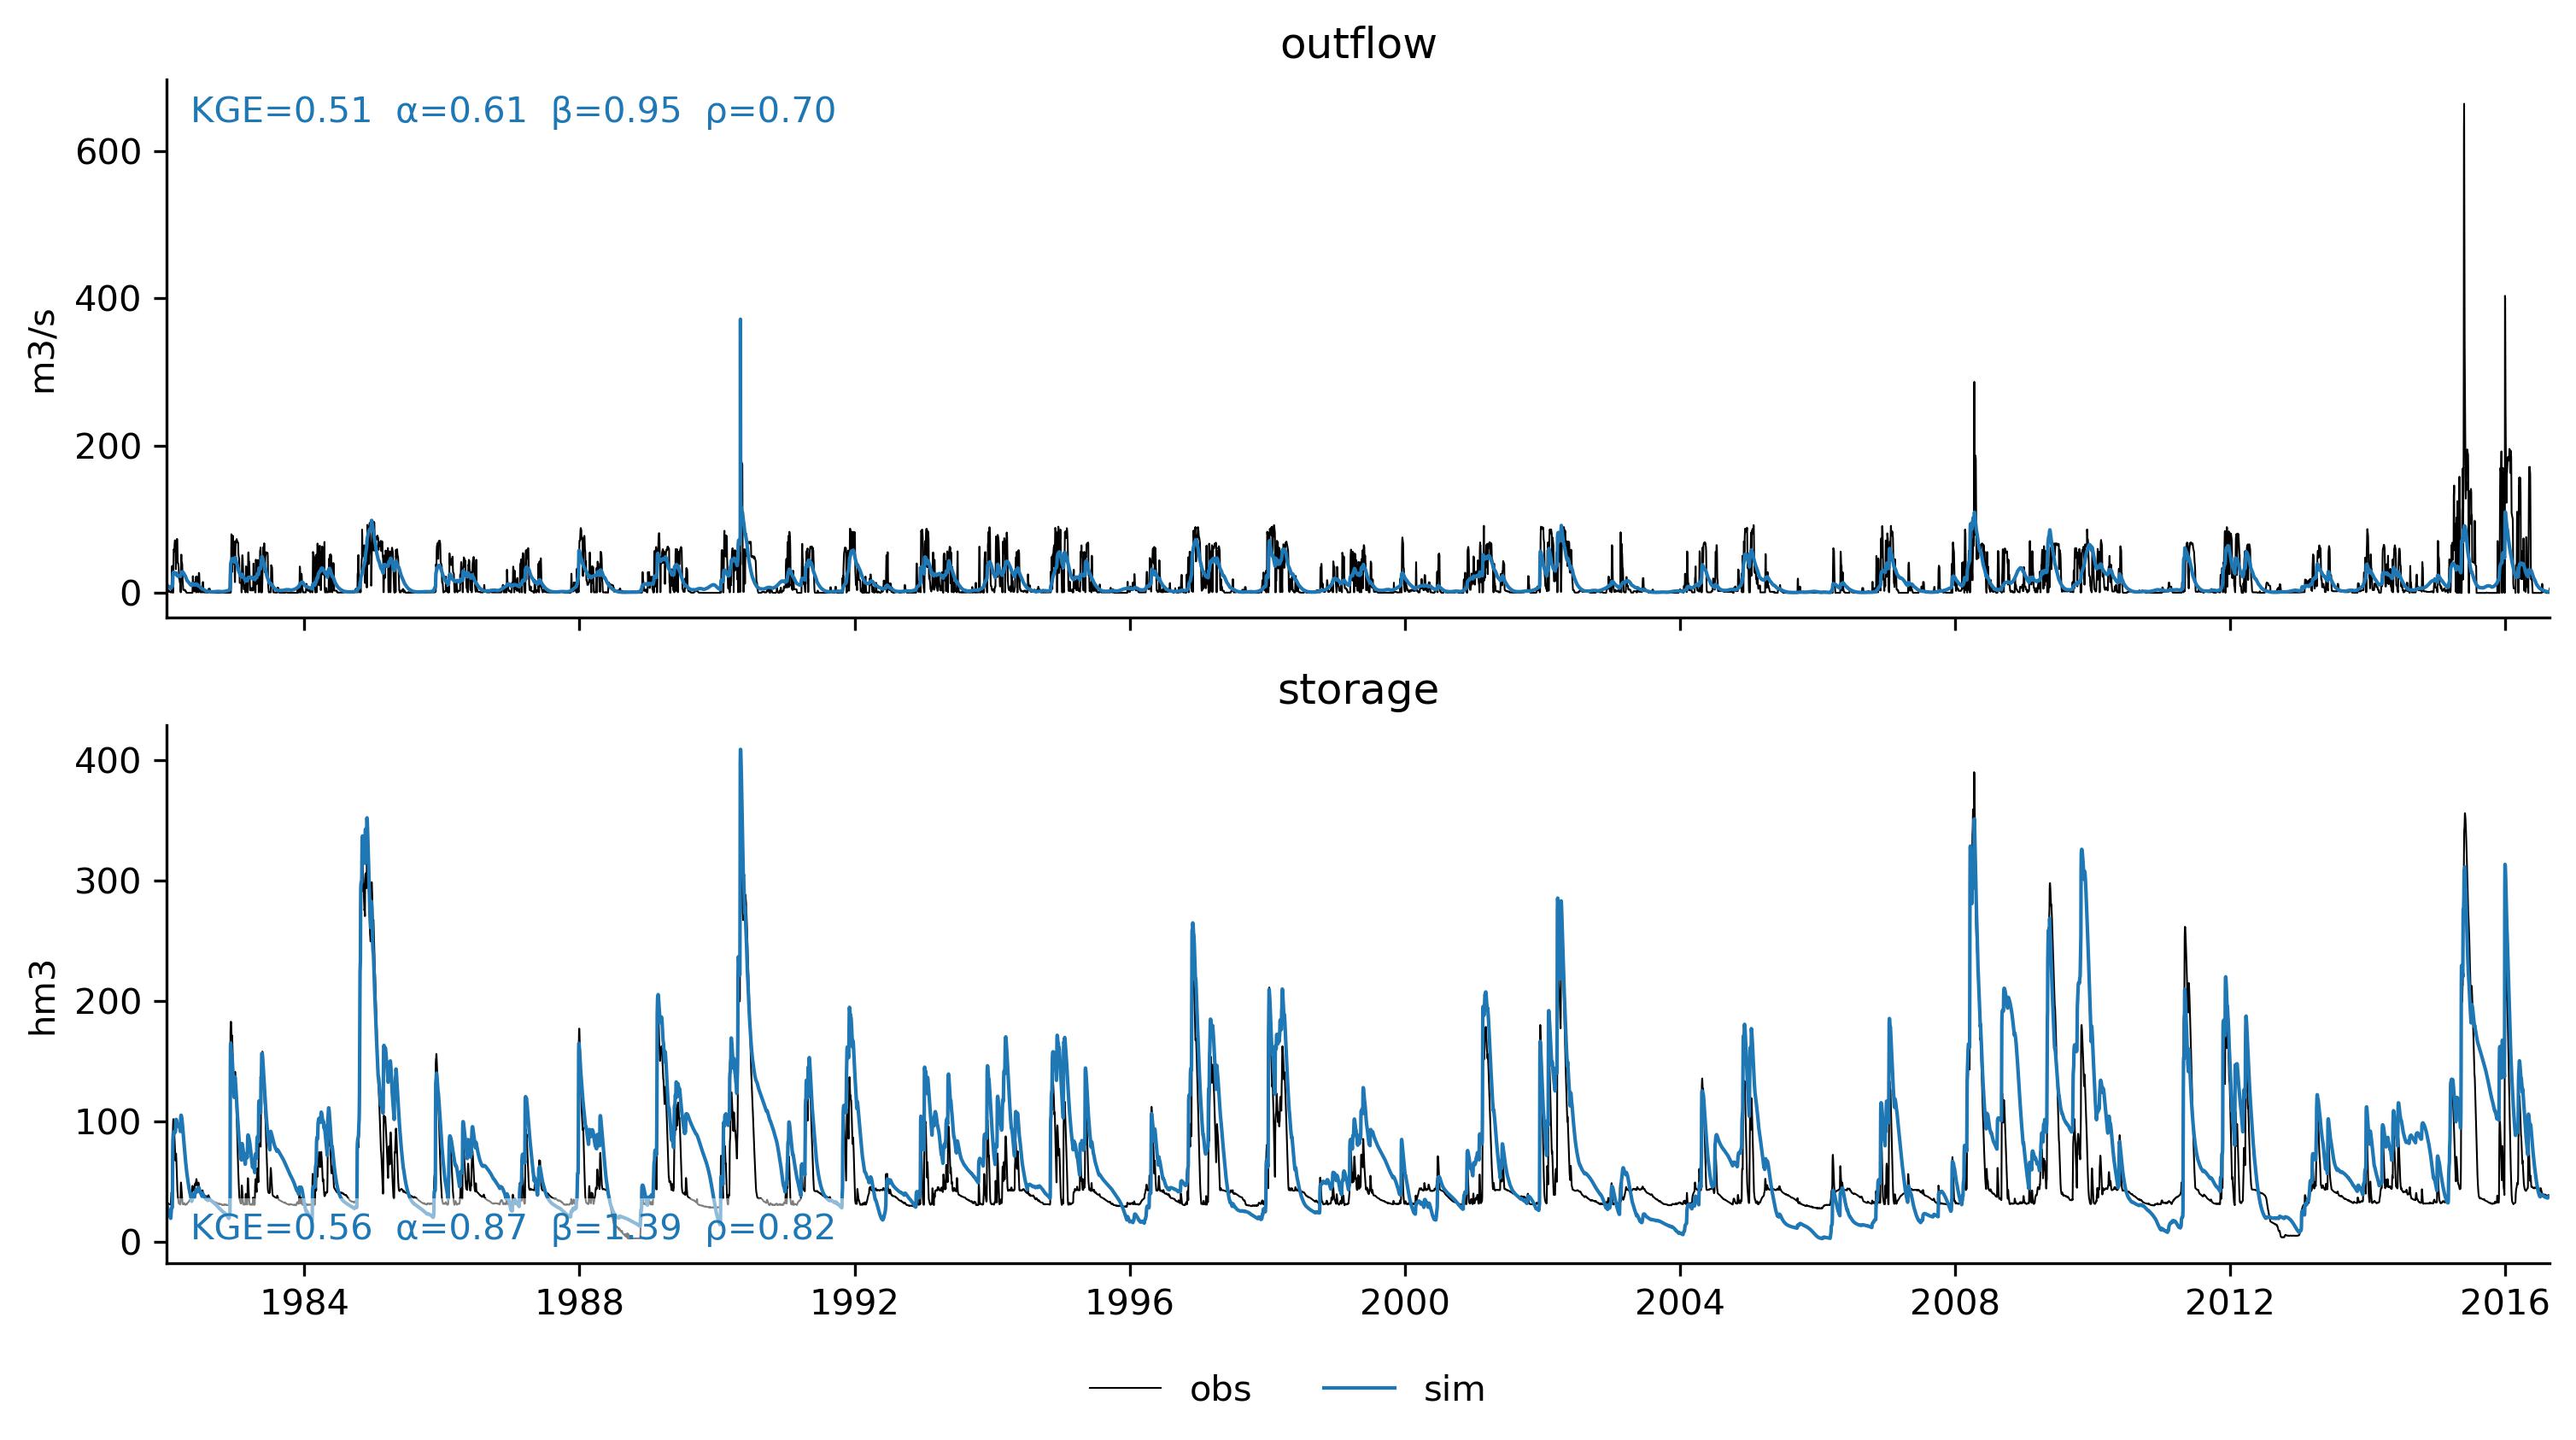 outflow
KGE=0.51 α=0.61 β=0.95 ρ=0.70
600
400
200
0
m3/s
storage
400
300
200
100
0
hm3
KGE=0.56 α=0.87 β=1.39 ρ=0.82
1984 1988 1992 1996 2000 2004 2008 2012 2016
obs sim